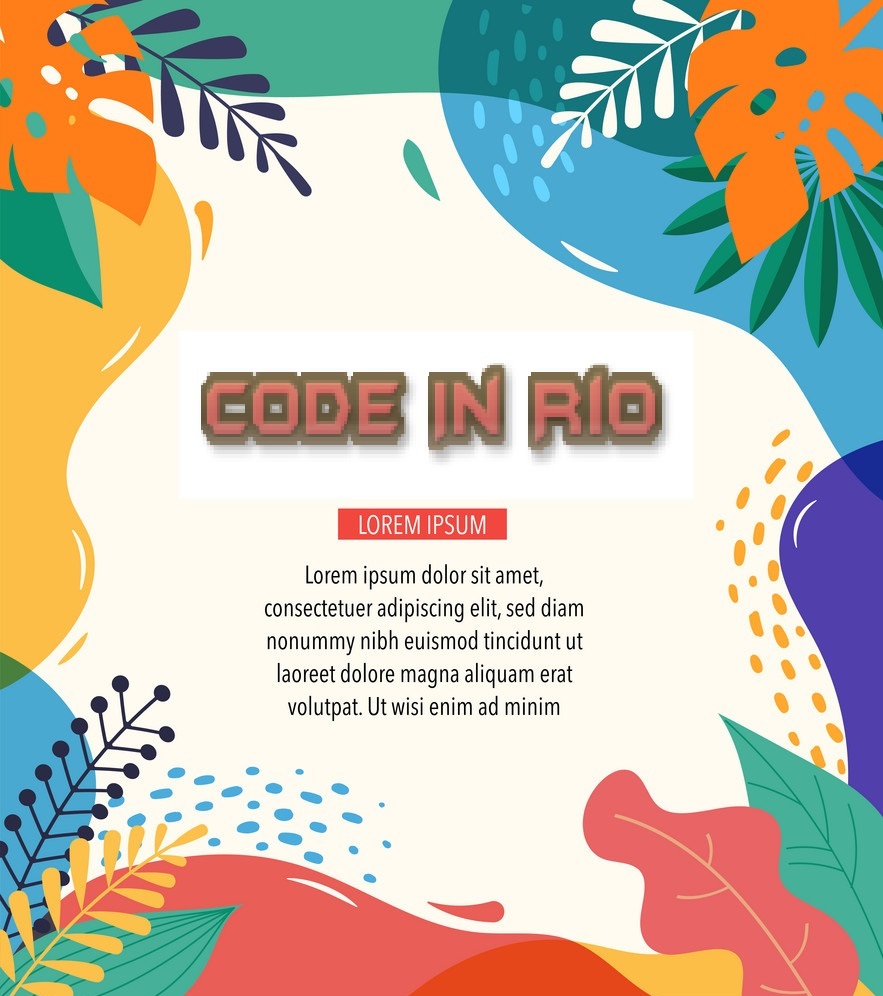 CODE IN RÍO
LOREM IPSUM
Lorem ipsum dolor sit amet,
consectetuer adipiscing elit, sed diam
nonummy nibh euismod tincidunt ut
laoreet dolore magna aliquam erat
volutpat. Ut wisi enim ad minim